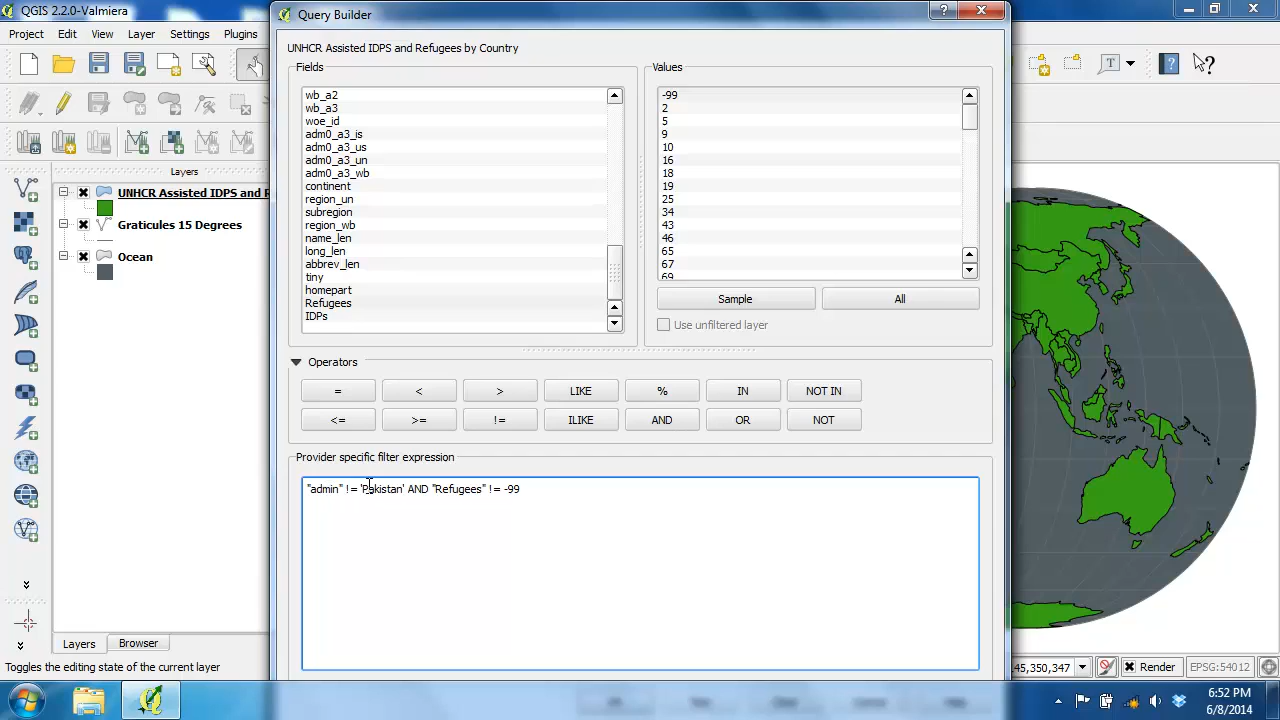 QGIS 2.2.0-Valmiera
Query Builder
Project Edit View Layer Settings Plugins
UNHCR Assisted IDPS and Refugees by Country
Fields
Values
wb_a2
wb_a3
woe_id
adm0_a3_is
adm0_a3_us
adm0_a3_un
adm0_a3_wb
continent
region_un
subregion
region_wb
name_len
long_len
abbrev_len
tiny
homepart
Refugees
IDPs
-99
2
5
9
10
16
18
19
25
34
43
46
65
67
69
Sample
All
Use unfiltered layer
Layers
UNHCR Assisted IDPS and R
Graticules 15 Degrees
Ocean
Operators
= < > LIKE % IN NOT IN
<= >= != ILIKE AND OR NOT
Provider specific filter expression
"admin" != 'Pakistan' AND "Refugees" != -99
Layers Browser
Toggles the editing state of the current layer
45,350,347
Render
EPSG:54012
6:52 PM
6/8/2014